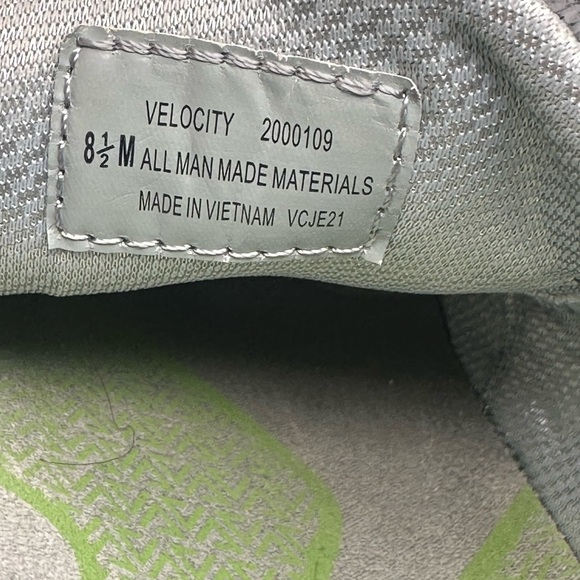 VELOCITY 2000109
8½ M ALL MAN MADE MATERIALS
MADE IN VIETNAM VCJE21